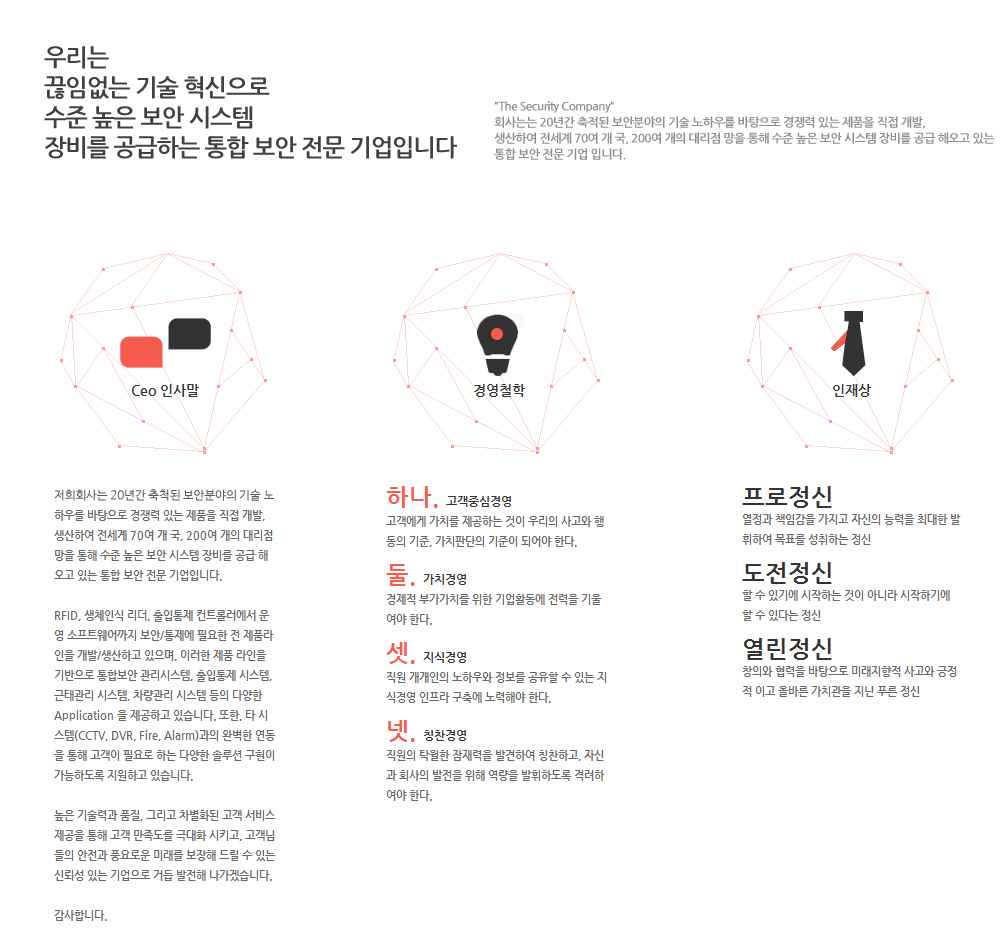 우리는
끊임없는 기술 혁신으로
수준 높은 보안 시스템
장비를 공급하는 통합 보안 전문 기업입니다
"The Security Company"
회사는는 20년간 축적된 보안분야의 기술 노하우를 바탕으로 경쟁력 있는 제품을 직접 개발,
생산하여 전세계 70여 개 국, 200여 개의 대리점 망을 통해 수준 높은 보안 시스템 장비를 공급 해오고 있는
통합 보안 전문 기업 입니다.
Ceo 인사말
저희회사는 20년간 축척된 보안분야의 기술 노
하우를 바탕으로 경쟁력 있는 제품을 직접 개발,
생산하여 전세계 70여 개 국, 200여 개의 대리점
망을 통해 수준 높은 보안 시스템 장비를 공급 해
오고 있는 통합 보안 전문 기업입니다.
RFID, 생체인식 리더, 출입통제 컨트롤러에서 운
영 소프트웨어까지 보안/통제에 필요한 전 제품라
인을 개발/생산하고 있으며, 이러한 제품 라인을
기반으로 통합보안 관리시스템, 출입통제 시스템,
근태관리 시스템, 차량관리 시스템 등의 다양한
Application 을 제공하고 있습니다. 또한, 타 시
스템(CCTV, DVR, Fire, Alarm)과의 완벽한 연동
을 통해 고객이 필요로 하는 다양한 솔루션 구현이
가능하도록 지원하고 있습니다.
높은 기술력과 품질, 그리고 차별화된 고객 서비스
제공을 통해 고객 만족도를 극대화 시키고, 고객님
들의 안전과 풍요로운 미래를 보장해 드릴 수 있는
신뢰성 있는 기업으로 거듭 발전해 나가겠습니다.
감사합니다.
경영철학
하나. 고객중심경영
고객에게 가치를 제공하는 것이 우리의 사고와 행
동의 기준, 가치판단의 기준이 되어야 한다.
둘. 가치경영
경제적 부가가치를 위한 기업활동에 전력을 기울
여야 한다.
셋. 지식경영
직원 개개인의 노하우와 정보를 공유할 수 있는 지
식경영 인프라 구축에 노력해야 한다.
넷. 칭찬경영
직원의 탁월한 잠재력을 발견하여 칭찬하고, 자신
과 회사의 발전을 위해 역량을 발휘하도록 격려하
여야 한다.
인재상
프로정신
열정과 책임감을 가지고 자신의 능력을 최대한 발
휘하여 목표를 성취하는 정신
도전정신
할 수 있기에 시작하는 것이 아니라 시작하기에
할 수 있다는 정신
열린정신
창의와 협력을 바탕으로 미래지향적 사고와 긍정
적 이고 올바른 가치관을 지닌 푸른 정신